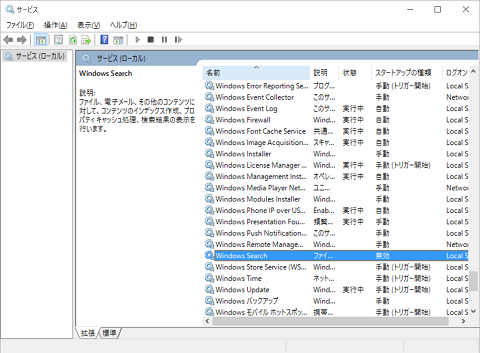 サービス
ファイル(F) 操作(A) 表示(V) ヘルプ(H)
サービス (ローカル)
サービス (ローカル)
Windows Search
説明:
ファイル、電子メール、その他のコンテンツに
対して、コンテンツのインデックス作成、プロ
パティ キャッシュ処理、検索結果の表示を
行います。
名前 説明 状態 スタートアップの種類 ログオン
Windows Error Reporting Se... プログ... 手動 (トリガー開始) Local S
Windows Event Collector このサ... 手動 Networ
Windows Event Log このサ... 実行中 自動 Local S
Windows Firewall Wind... 実行中 自動 Local S
Windows Font Cache Service 共通... 実行中 自動 Local S
Windows Image Acquisition... スキャ... 実行中 自動 Local S
Windows Installer Wind... 手動 Local S
Windows License Manager ... Wind... 実行中 手動 (トリガー開始) Local S
Windows Management Inst... オペレ... 実行中 自動 Local S
Windows Media Player Net... ユニ... 手動 Networ
Windows Modules Installer Wind... 手動 Local S
Windows Phone IP over US... Enab... 実行中 自動 Local S
Windows Presentation Fou... 頻繁... 実行中 手動 Local S
Windows Push Notification... このサ... 手動 Local S
Windows Remote Manage... Wind... 手動 Networ
Windows Search ファイ... 無効 Local S
Windows Store Service (WS... Wind... 手動 (トリガー開始) Local S
Windows Time ネット... 手動 (トリガー開始) Local S
Windows Update Wind... 実行中 手動 (トリガー開始) Local S
Windows バックアップ Wind... 手動 Local S
Windows モバイル ホットスポッ... 携帯... 手動 (トリガー開始) Local S
拡張 標準